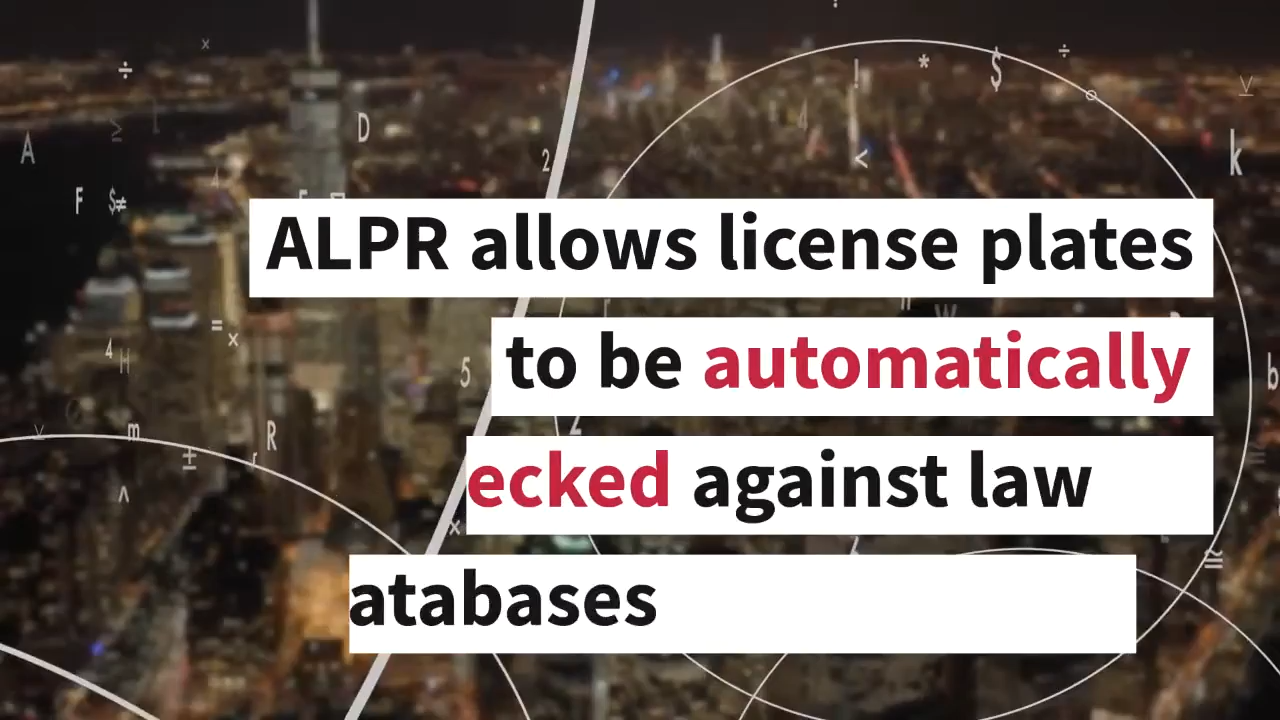 ALPR allows license plates
to be automatically
ecked against law
atabases